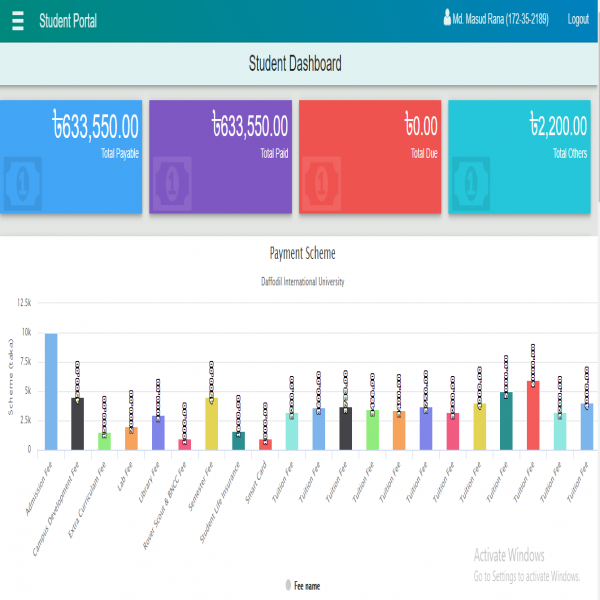 Student Portal
Md. Masud Rana (172-35-2189)
Logout
Student Dashboard
৳633,550.00
Total Payable
৳633,550.00
Total Paid
৳0.00
Total Due
৳2,200.00
Total Others
Payment Scheme
Daffodil International University
Scheme (taka)
12.5k
10k
7.5k
5k
2.5k
0
Admission Fee
Campus Development Fee
Extra Curriculam Fee
Lab Fee
Library Fee
Rover Scout & BNCC Fee
Semester Fee
Student Life Insurance
Smart Card
Tuition Fee
Tuition Fee
Tuition Fee
Tuition Fee
Tuition Fee
Tuition Fee
Tuition Fee
Tuition Fee
Tuition Fee
Tuition Fee
Tuition Fee
Tuition Fee
Fee name
Activate Windows
Go to Settings to activate Windows.